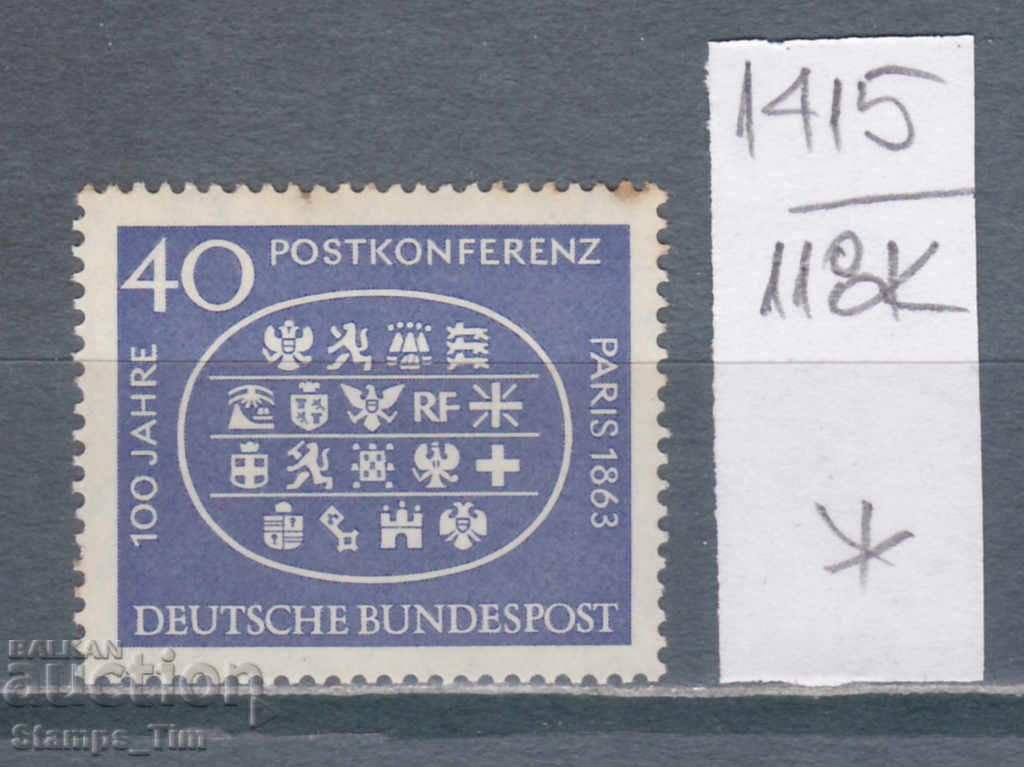 40 POSTKONFERENZ
100 JAHRE
PARIS 1863
RF
DEUTSCHE BUNDESPOST
1415
118K
*
BALKAN
auction
Stamps_Tim